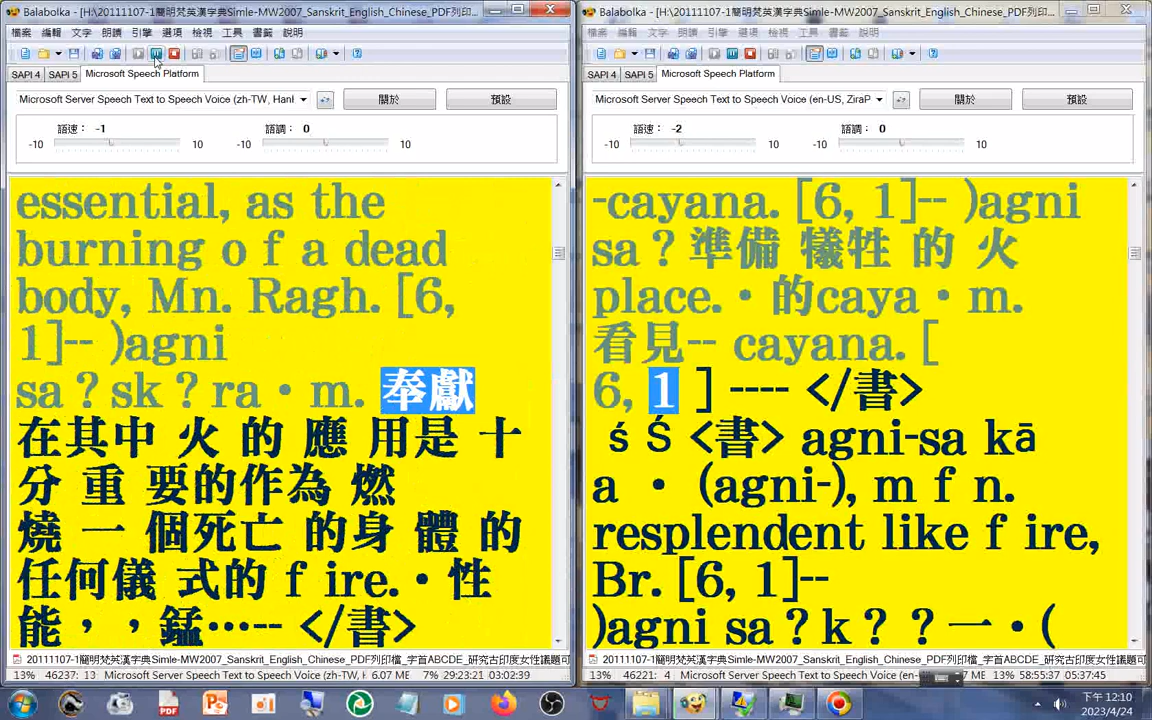 Balabolka - [H:\20111107-1簡明梵英漢字典Simle-MW2007_Sanskrit_English_Chinese_PDF列印...
檔案 編輯 文字 朗讀 引擎 選項 檢視 工具 書籤 說明
SAPI 4 SAPI 5 Microsoft Speech Platform
Microsoft Server Speech Text to Speech Voice (zh-TW, HanH
關於
預設
語速： -1
語調： 0
-10 10 -10 10
essential, as the
burning o f a dead
body, Mn. Ragh. [6,
1]-- )agni
sa？sk？ra・m. 奉獻
在其中 火 的 應 用是 十
分 重 要的作為 燃
燒 一 個死亡 的身 體 的
任何儀 式的 f ire.・性
能，，錳…-- </書>
20111107-1簡明梵英漢字典Simle-MW2007_Sanskrit_English_Chinese_PDF列印檔_字首ABCDE_研究古印度女性議題可
13% 46237: 13 Microsoft Server Speech Text to Speech Voice (zh-TW, H 6.07 ME 7% 29:23:21 03:02:39
Balabolka - [H:\20111107-1簡明梵英漢字典Simle-MW2007_Sanskrit_English_Chinese_PDF列印...
檔案 編輯 文字 朗讀 引擎 選項 檢視 工具 書籤 說明
SAPI 4 SAPI 5 Microsoft Speech Platform
Microsoft Server Speech Text to Speech Voice (en-US, ZiraP
關於
預設
語速： -2
語調： 0
-10 10 -10 10
-cayana. [6, 1]-- )agni
sa？準備 犧牲 的 火
place.・的caya・m.
看見-- cayana. [
6, 1 ] ---- </書>
ś Ś <書> agni-sa kā
a ・ (agni-), m f n.
resplendent like f ire,
Br. [6, 1]--
)agni sa？k？？一・(
20111107-1簡明梵英漢字典Simle-MW2007_Sanskrit_English_Chinese_PDF列印檔_字首ABCDE_研究古印度女性議題可
13% 46221: 4 Microsoft Server Speech Text to Speech Voice (en-us 13% 58:55:37 05:37:45
下午 12:10
2023/4/24